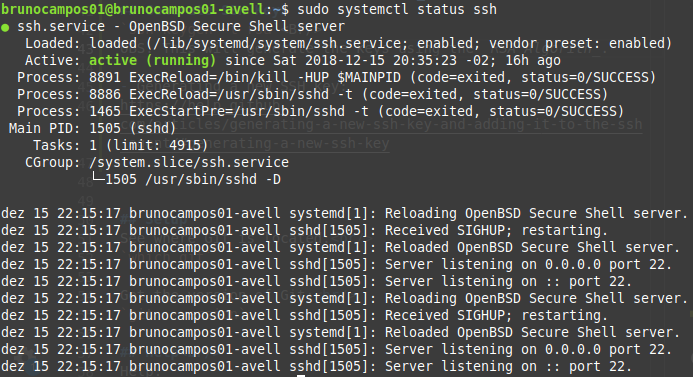 brunocampos01@brunocampos01-avell:~$ sudo systemctl status ssh
● ssh.service - OpenBSD Secure Shell server
   Loaded: loaded (/lib/systemd/system/ssh.service; enabled; vendor preset: enabled)
   Active: active (running) since Sat 2018-12-15 20:35:23 -02; 16h ago
  Process: 8891 ExecReload=/bin/kill -HUP $MAINPID (code=exited, status=0/SUCCESS)
  Process: 8886 ExecReload=/usr/sbin/sshd -t (code=exited, status=0/SUCCESS)
  Process: 1465 ExecStartPre=/usr/sbin/sshd -t (code=exited, status=0/SUCCESS)
 Main PID: 1505 (sshd)
    Tasks: 1 (limit: 4915)
   CGroup: /system.slice/ssh.service
           └─1505 /usr/sbin/sshd -D
dez 15 22:15:17 brunocampos01-avell systemd[1]: Reloading OpenBSD Secure Shell server.
dez 15 22:15:17 brunocampos01-avell sshd[1505]: Received SIGHUP; restarting.
dez 15 22:15:17 brunocampos01-avell systemd[1]: Reloaded OpenBSD Secure Shell server.
dez 15 22:15:17 brunocampos01-avell sshd[1505]: Server listening on 0.0.0.0 port 22.
dez 15 22:15:17 brunocampos01-avell sshd[1505]: Server listening on :: port 22.
dez 15 22:15:17 brunocampos01-avell systemd[1]: Reloading OpenBSD Secure Shell server.
dez 15 22:15:17 brunocampos01-avell sshd[1505]: Received SIGHUP; restarting.
dez 15 22:15:17 brunocampos01-avell systemd[1]: Reloaded OpenBSD Secure Shell server.
dez 15 22:15:17 brunocampos01-avell sshd[1505]: Server listening on 0.0.0.0 port 22.
dez 15 22:15:17 brunocampos01-avell sshd[1505]: Server listening on :: port 22.